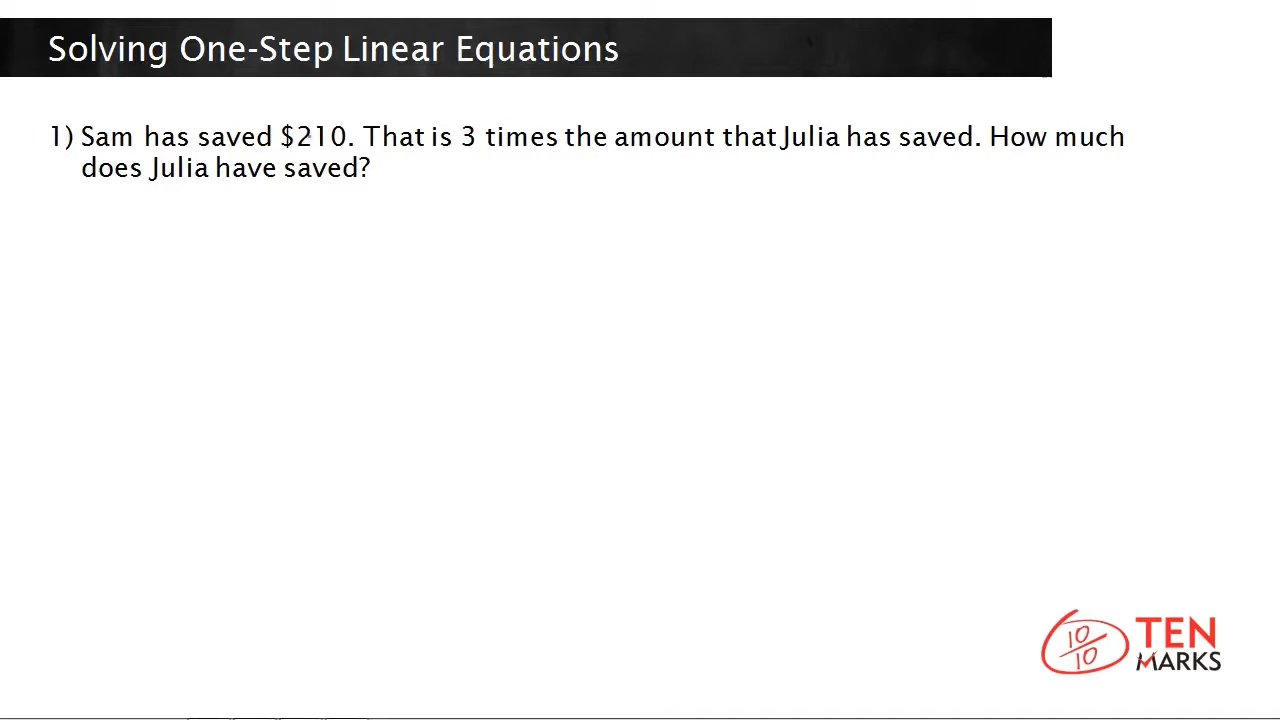 Solving One-Step Linear Equations
1) Sam has saved $210. That is 3 times the amount that Julia has saved. How much
does Julia have saved?
10
10
TEN
MARKS